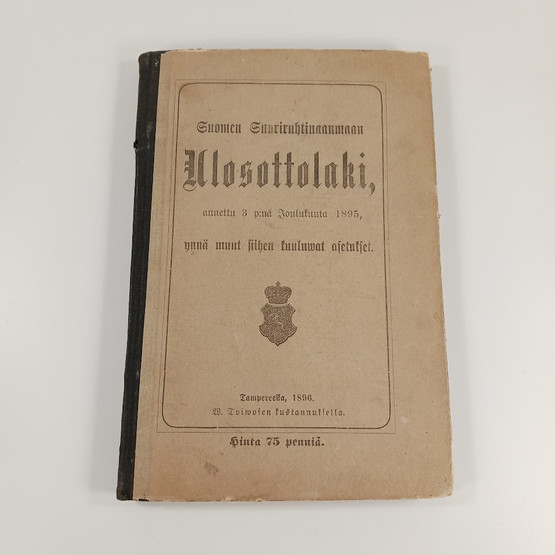 Suomen Suuriruhtinaanmaan
Ulosottolaki,
annettu 3 p:nä Joulukuuta 1895,
ynnä muut siihen kuuluwat asetukset.
Tampereella, 1896.
W. Toiwosen kustannuksella.
Hinta 75 penniä.